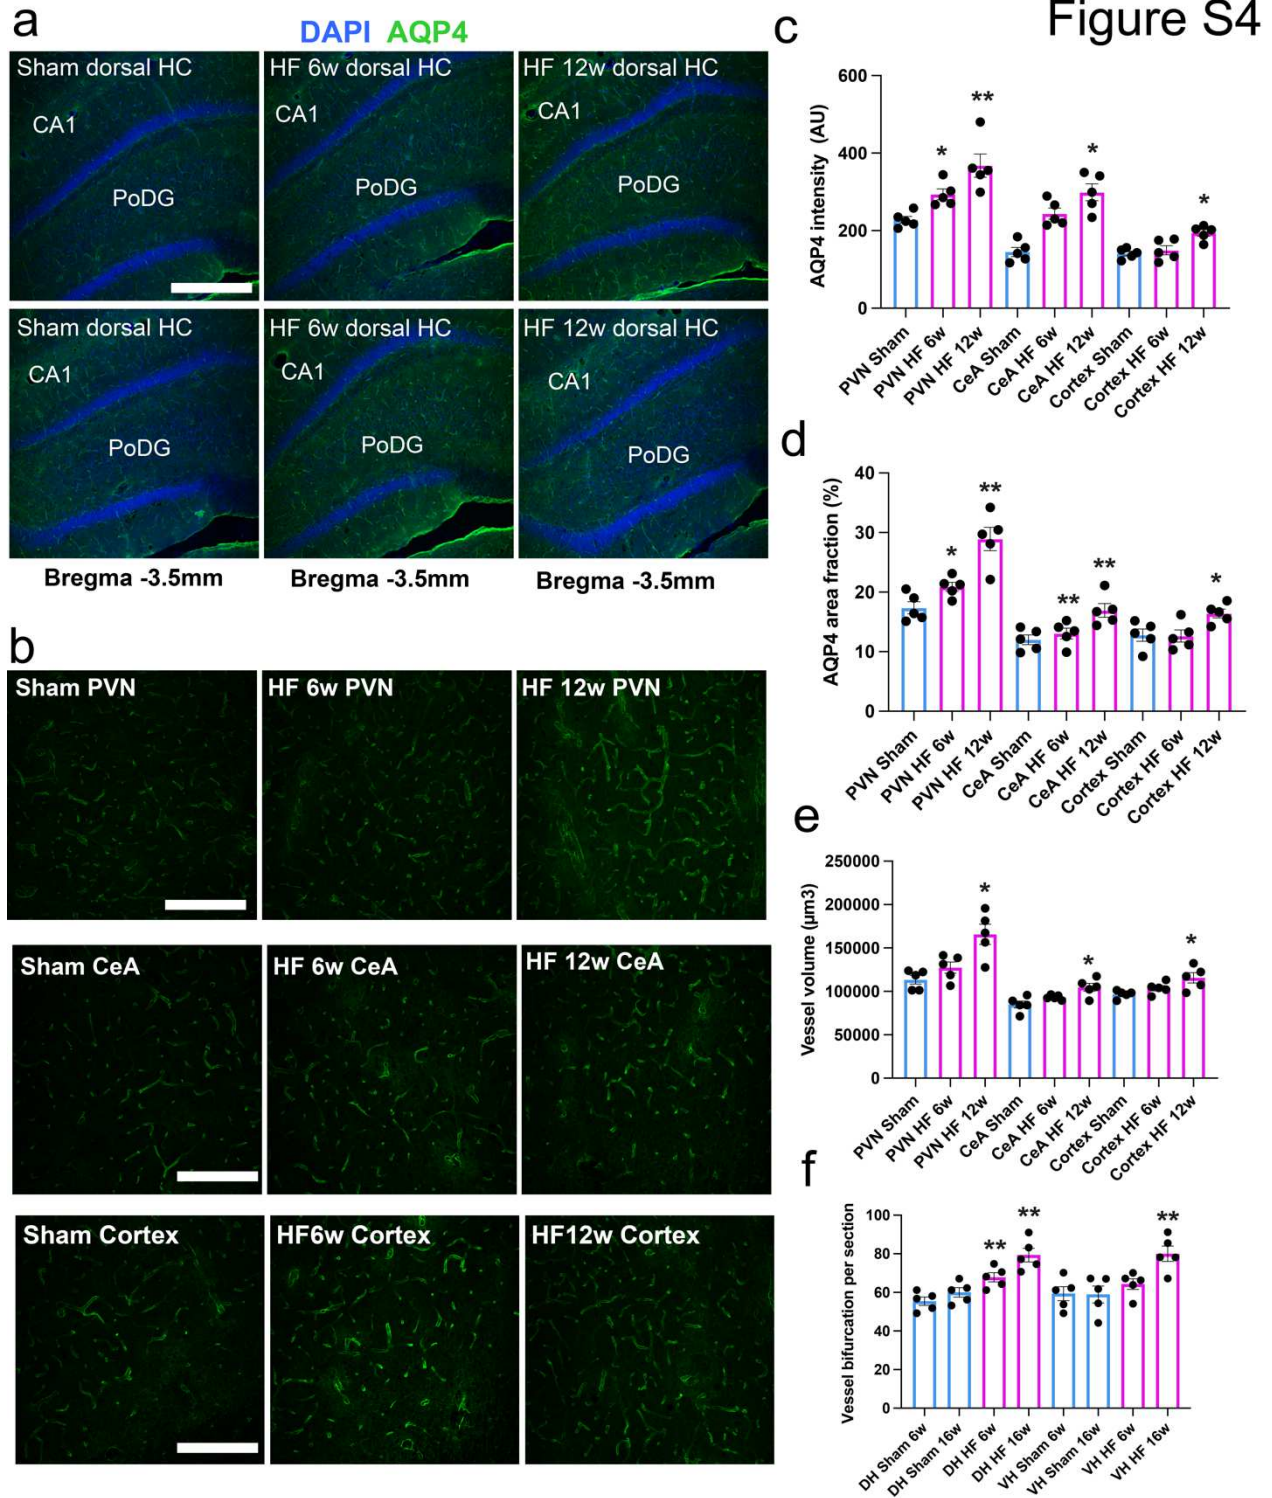 Figure S4
a
DAPI AQP4
Sham dorsal HC
HF 6w dorsal HC
HF 12w dorsal HC
CA1
CA1
CA1
PoDG
PoDG
PoDG
Sham dorsal HC
HF 6w dorsal HC
HF 12w dorsal HC
CA1
CA1
CA1
PoDG
PoDG
PoDG
Bregma -3.5mm
Bregma -3.5mm
Bregma -3.5mm
b
Sham PVN
HF 6w PVN
HF 12w PVN
Sham CeA
HF 6w CeA
HF 12w CeA
Sham Cortex
HF6w Cortex
HF12w Cortex
c
AQP4 intensity (AU)
600
400
200
0
*
**
*
*
PVN Sham
PVN HF 6w
PVN HF 12w
CeA Sham
CeA HF 6w
CeA HF 12w
Cortex Sham
Cortex HF 6w
Cortex HF 12w
d
AQP4 area fraction (%)
40
30
20
10
0
*
**
**
**
*
PVN Sham
PVN HF 6w
PVN HF 12w
CeA Sham
CeA HF 6w
CeA HF 12w
Cortex Sham
Cortex HF 6w
Cortex HF 12w
e
Vessel volume (µm3)
250000
200000
150000
100000
50000
0
*
*
*
PVN Sham
PVN HF 6w
PVN HF 12w
CeA Sham
CeA HF 6w
CeA HF 12w
Cortex Sham
Cortex HF 6w
Cortex HF 12w
f
Vessel bifurcation per section
100
80
60
40
20
0
**
**
**
DH Sham 6w
DH Sham 16w
DH HF 6w
DH HF 16w
VH Sham 6w
VH Sham 16w
VH HF 6w
VH HF 16w